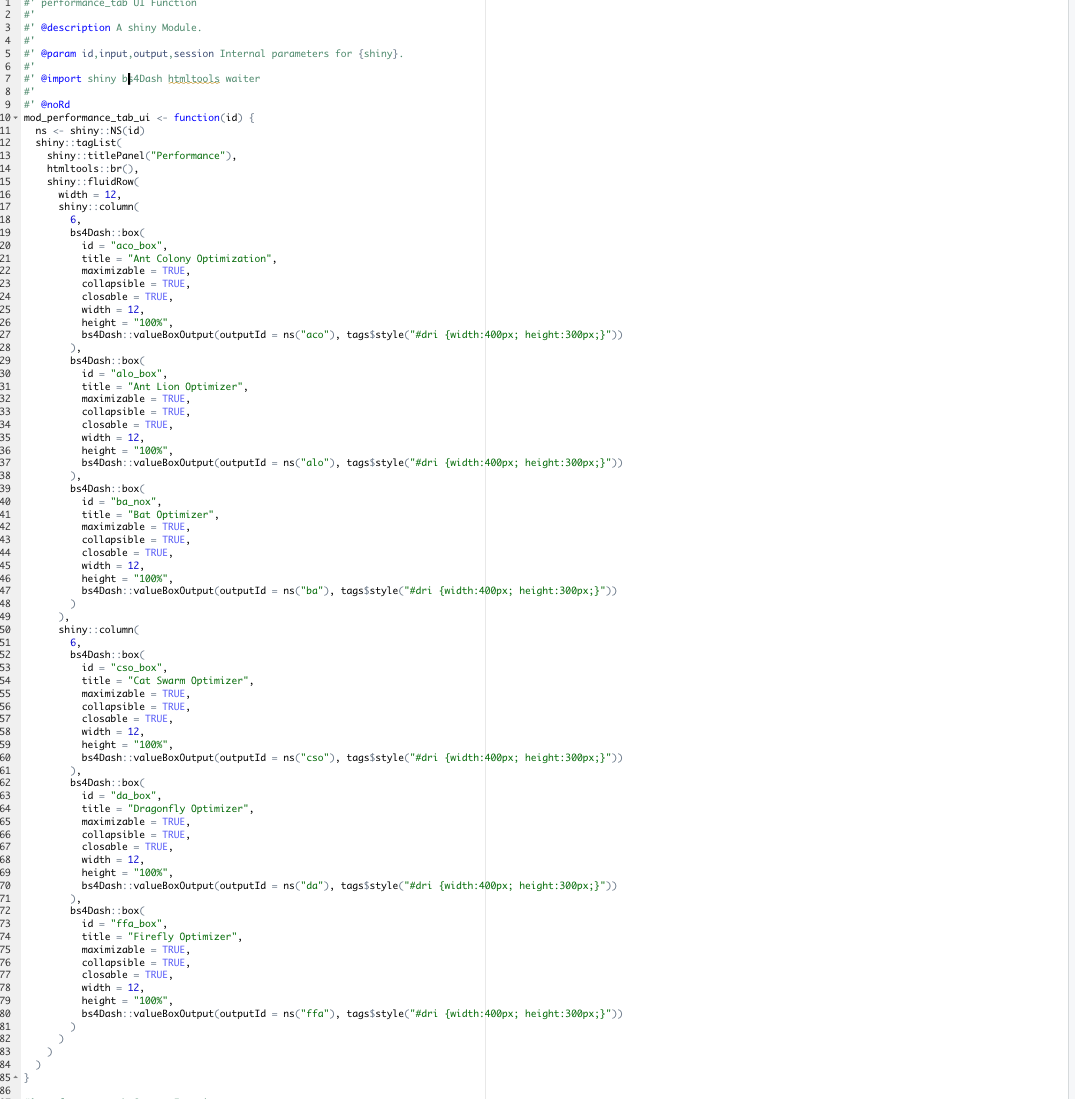 1 #' performance_tab UI Function
2 #'
3 #' @description A shiny Module.
4 #'
5 #' @param id,input,output,session Internal parameters for {shiny}.
6 #'
7 #' @import shiny bs4Dash htmltools waiter
8 #'
9 #' @noRd
10 mod_performance_tab_ui <- function(id) {
11 ns <- shiny::NS(id)
12 shiny::tagList(
13 shiny::titlePanel("Performance"),
14 htmltools::br(),
15 shiny::fluidRow(
16 width = 12,
17 shiny::column(
18 6,
19 bs4Dash::box(
20 id = "aco_box",
21 title = "Ant Colony Optimization",
22 maximizable = TRUE,
23 collapsible = TRUE,
24 closable = TRUE,
25 width = 12,
26 height = "100%",
27 bs4Dash::valueBoxOutput(outputId = ns("aco"), tags$style("#dri {width:400px; height:300px;}"))
28 ),
29 bs4Dash::box(
30 id = "alo_box",
31 title = "Ant Lion Optimizer",
32 maximizable = TRUE,
33 collapsible = TRUE,
34 closable = TRUE,
35 width = 12,
36 height = "100%",
37 bs4Dash::valueBoxOutput(outputId = ns("alo"), tags$style("#dri {width:400px; height:300px;}"))
38 ),
39 bs4Dash::box(
40 id = "ba_nox",
41 title = "Bat Optimizer",
42 maximizable = TRUE,
43 collapsible = TRUE,
44 closable = TRUE,
45 width = 12,
46 height = "100%",
47 bs4Dash::valueBoxOutput(outputId = ns("ba"), tags$style("#dri {width:400px; height:300px;}"))
48 )
49 ),
50 shiny::column(
51 6,
52 bs4Dash::box(
53 id = "cso_box",
54 title = "Cat Swarm Optimizer",
55 maximizable = TRUE,
56 collapsible = TRUE,
57 closable = TRUE,
58 width = 12,
59 height = "100%",
60 bs4Dash::valueBoxOutput(outputId = ns("cso"), tags$style("#dri {width:400px; height:300px;}"))
61 ),
62 bs4Dash::box(
63 id = "da_box",
64 title = "Dragonfly Optimizer",
65 maximizable = TRUE,
66 collapsible = TRUE,
67 closable = TRUE,
68 width = 12,
69 height = "100%",
70 bs4Dash::valueBoxOutput(outputId = ns("da"), tags$style("#dri {width:400px; height:300px;}"))
71 ),
72 bs4Dash::box(
73 id = "ffa_box",
74 title = "Firefly Optimizer",
75 maximizable = TRUE,
76 collapsible = TRUE,
77 closable = TRUE,
78 width = 12,
79 height = "100%",
80 bs4Dash::valueBoxOutput(outputId = ns("ffa"), tags$style("#dri {width:400px; height:300px;}"))
81 )
82 )
83 )
84 )
85 }
86